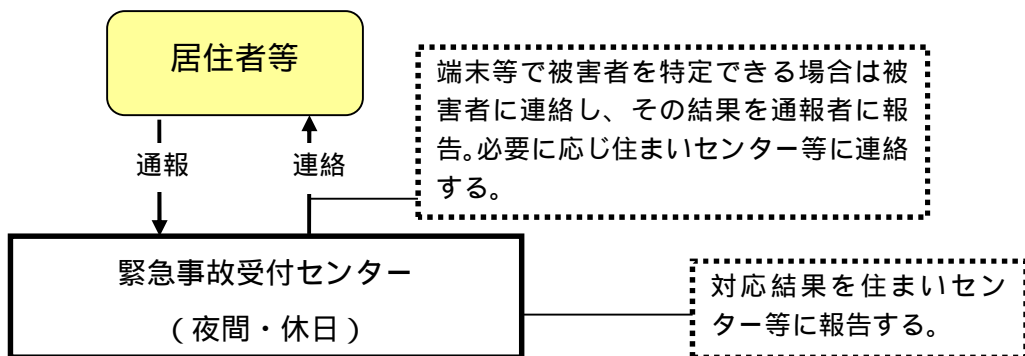 居住者等
端末等で被害者を特定できる場合は被
害者に連絡し、その結果を通報者に報
告。必要に応じ住まいセンター等に連絡
する。
通報
連絡
緊急事故受付センター
（夜間・休日）
対応結果を住まいセン
ター等に報告する。